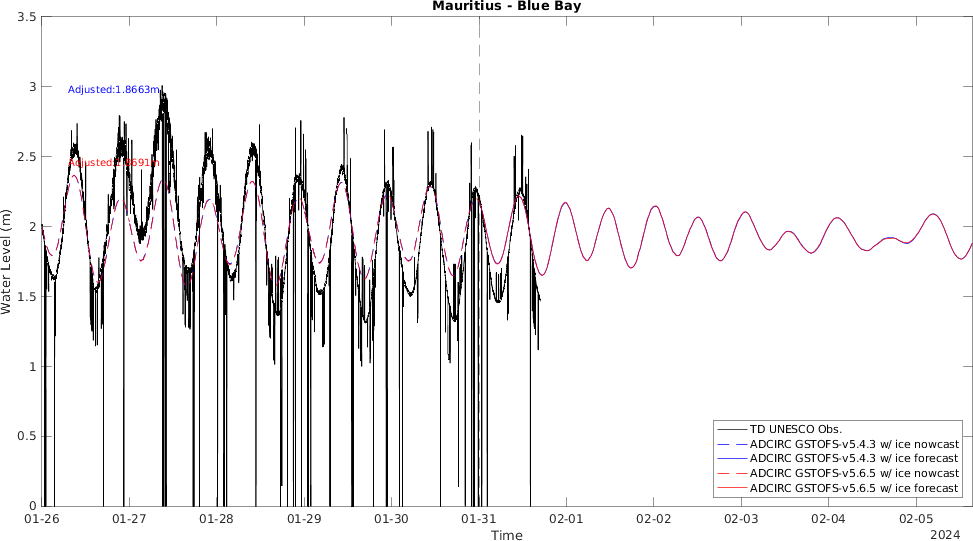 Mauritius - Blue Bay
3.5
3
2.5
2
1.5
1
0.5
0
Water Level (m)
Adjusted:1.8663m
Adjusted:1.8691m
TD UNESCO Obs.
ADCIRC GSTOFS-v5.4.3 w/ ice nowcast
ADCIRC GSTOFS-v5.4.3 w/ ice forecast
ADCIRC GSTOFS-v5.6.5 w/ ice nowcast
ADCIRC GSTOFS-v5.6.5 w/ ice forecast
01-26 01-27 01-28 01-29 01-30 01-31 02-01 02-02 02-03 02-04 02-05
Time
2024